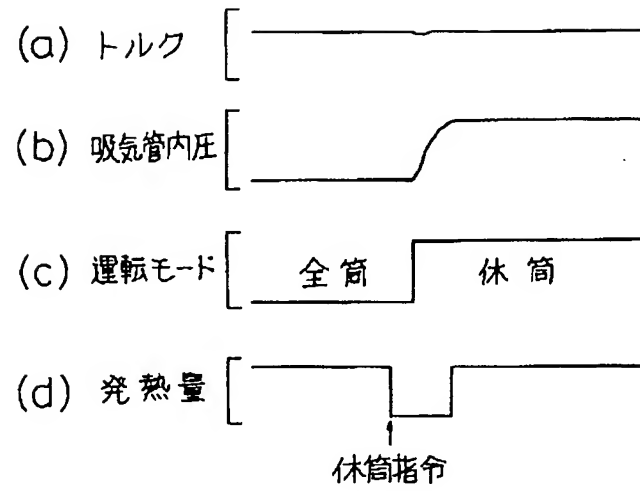 (a) トルク
(b) 吸気管内圧
(c) 運転モード 全筒 休筒
(d) 発熱量
休筒指令